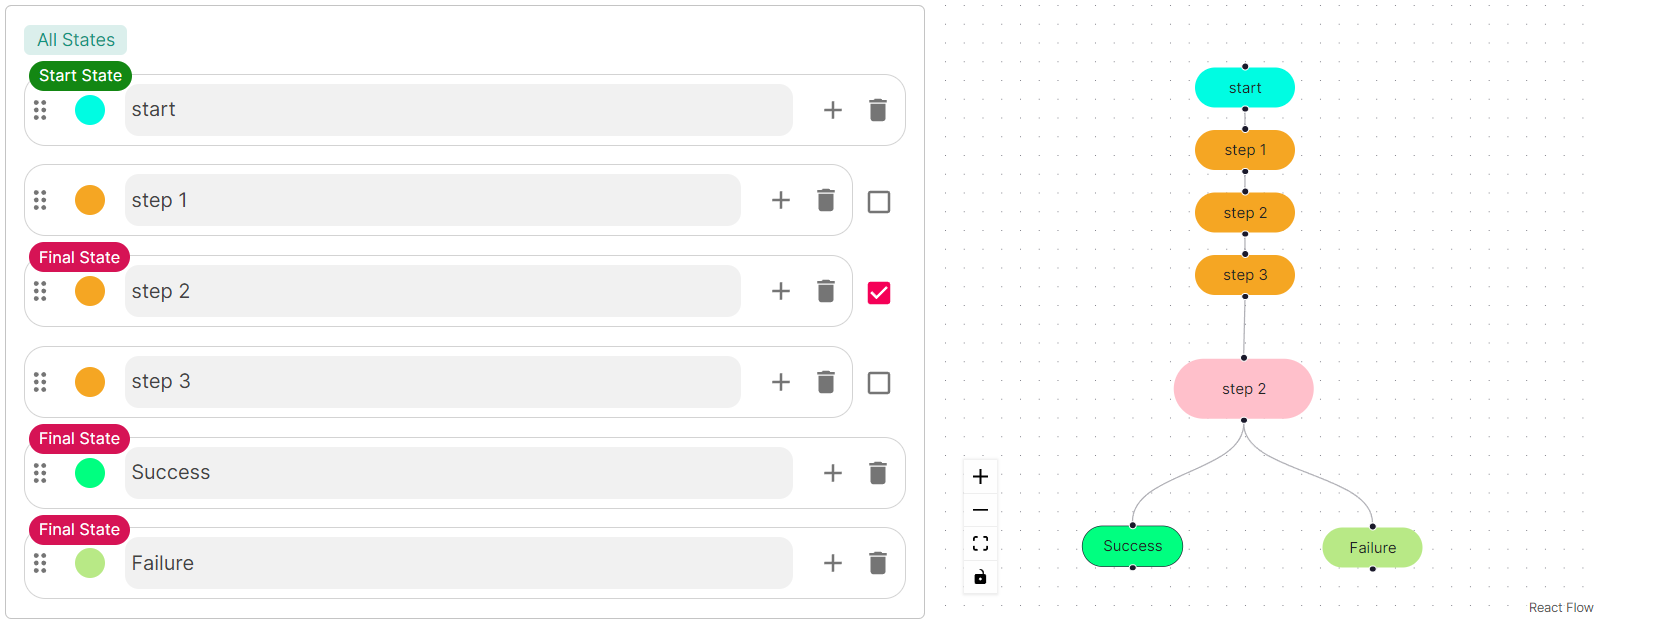 All States
Start State
start
step 1
Final State
step 2
step 3
Final State
Success
Final State
Failure
start
step 1
step 2
step 3
step 2
Success
Failure
React Flow